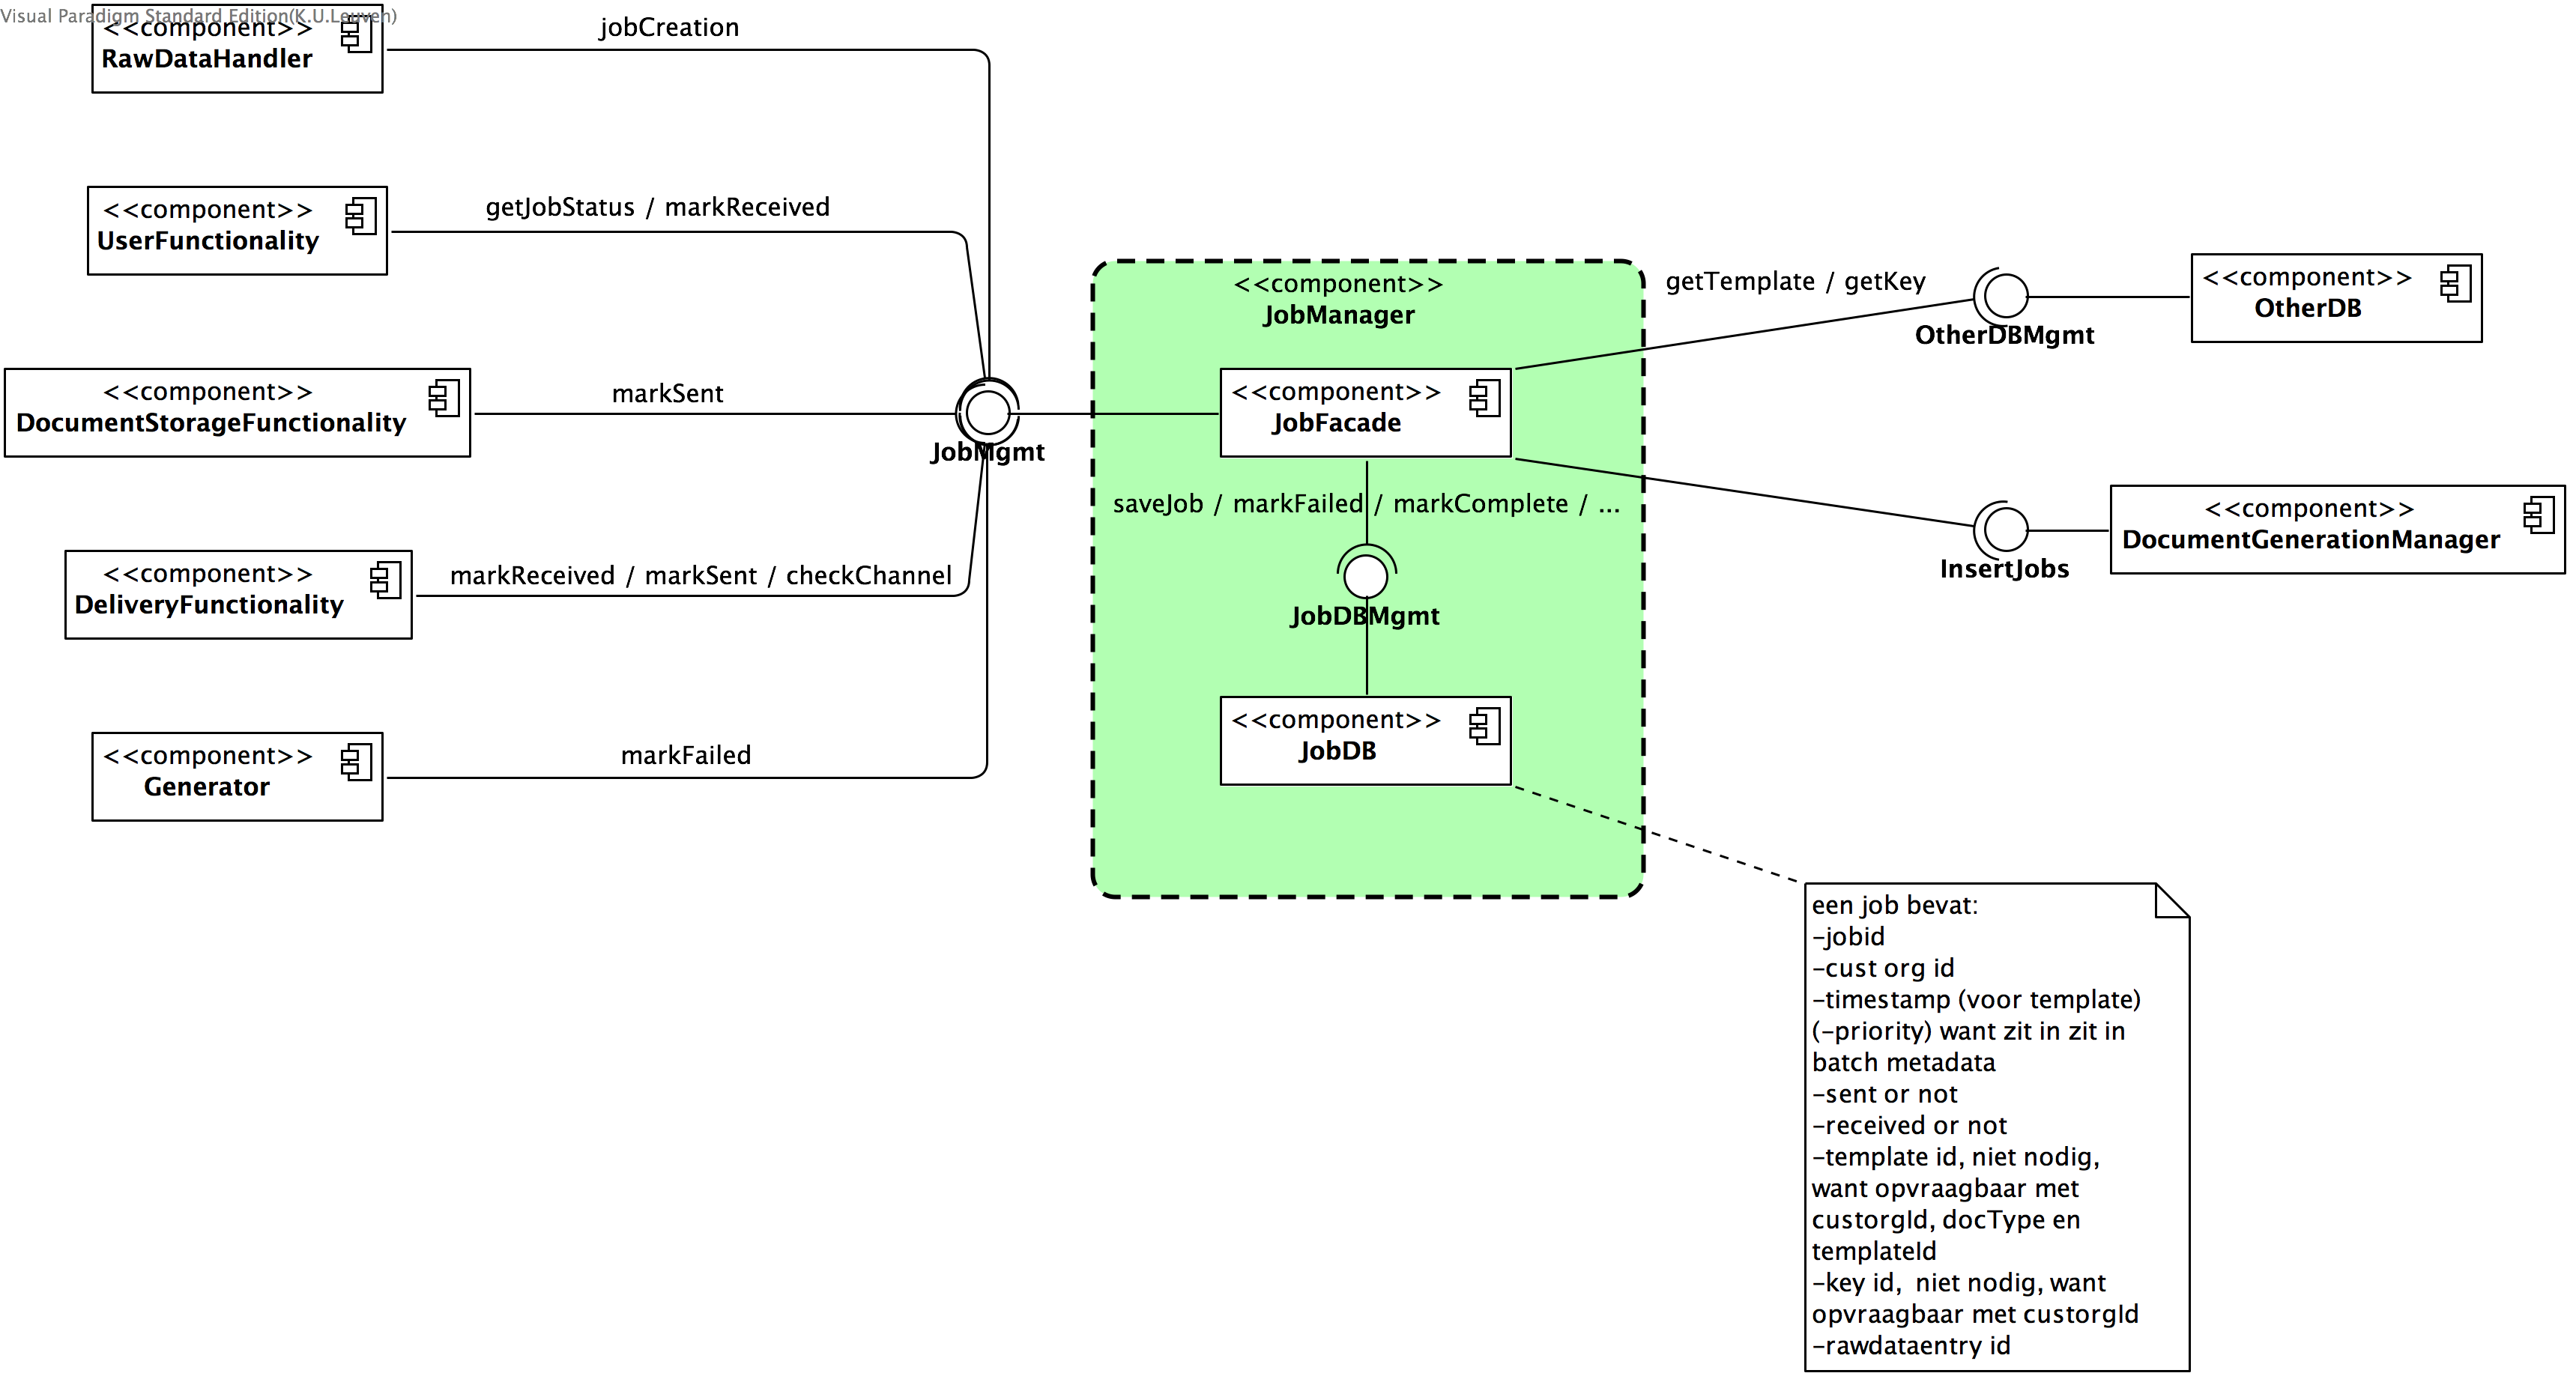 Visual Paradigm Standard Edition(K.U.Leuven)
<<component>>
RawDataHandler
jobCreation
<<component>>
UserFunctionality
getJobStatus / markReceived
<<component>>
DocumentStorageFunctionality
markSent
<<component>>
DeliveryFunctionality
markReceived / markSent / checkChannel
<<component>>
Generator
markFailed
JobMgmt
<<component>>
JobManager
<<component>>
JobFacade
saveJob / markFailed / markComplete / ...
JobDBMgmt
<<component>>
JobDB
getTemplate / getKey
OtherDBMgmt
<<component>>
OtherDB
InsertJobs
<<component>>
DocumentGenerationManager
een job bevat:
-jobid
-cust org id
-timestamp (voor template)
(-priority) want zit in zit in
batch metadata
-sent or not
-received or not
-template id, niet nodig,
want opvraagbaar met
custorgId, docType en
templateId
-key id,  niet nodig, want
opvraagbaar met custorgId
-rawdataentry id